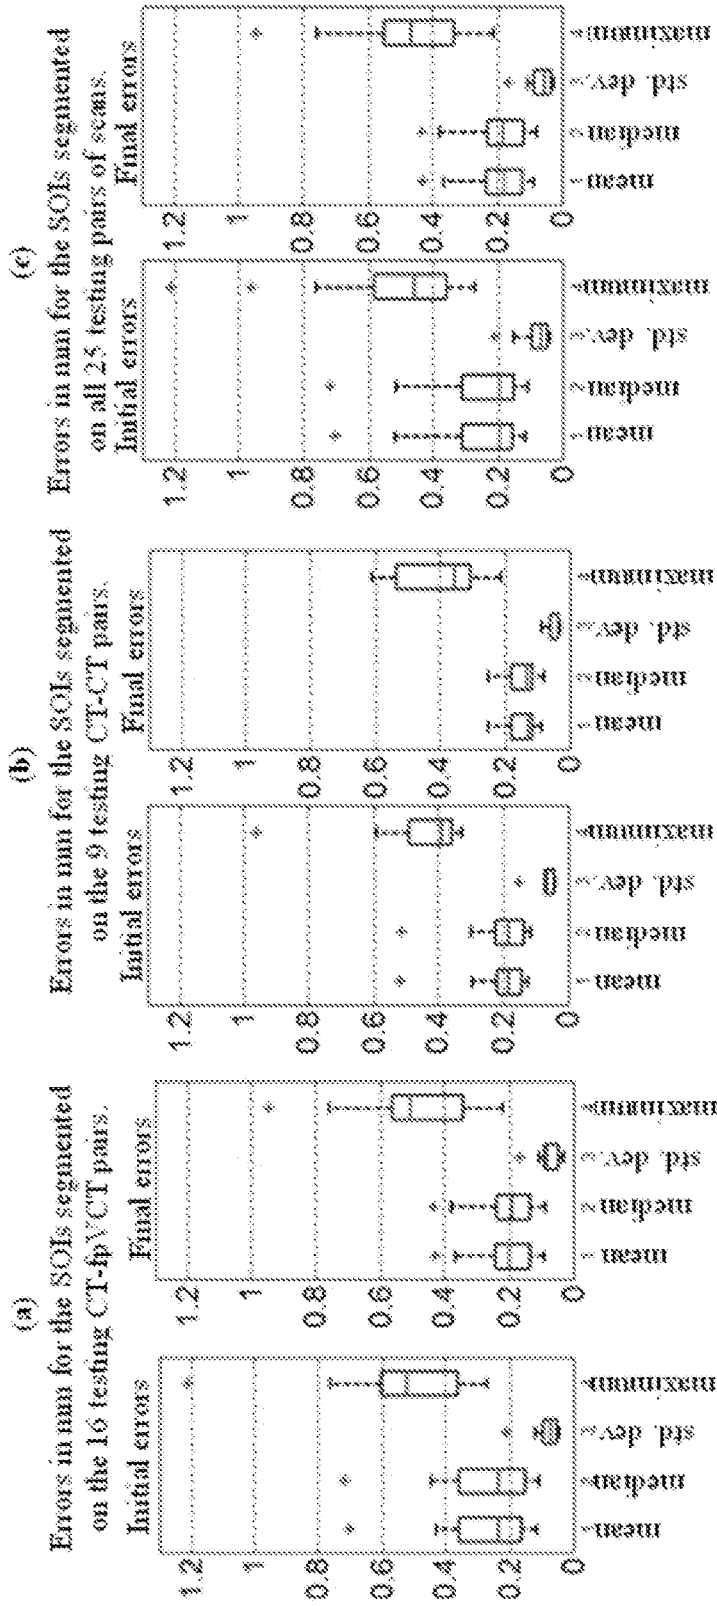 (a)
Errors in mm for the SOIs segmented
on the 16 testing CT-fpVCT pairs.
Initial errors
1.2
1
0.8
0.6
0.4
0.2
0
mean
median
std. dev.
maximum
Final errors
1.2
1
0.8
0.6
0.4
0.2
0
mean
median
std. dev.
maximum
(b)
Errors in mm for the SOIs segmented
on the 9 testing CT-CT pairs.
Initial errors
1.2
1
0.8
0.6
0.4
0.2
0
mean
median
std. dev.
maximum
Final errors
1.2
1
0.8
0.6
0.4
0.2
0
mean
median
std. dev.
maximum
(c)
Errors in mm for the SOIs segmented
on all 25 testing pairs of scans.
Initial errors
1.2
1
0.8
0.6
0.4
0.2
0
mean
median
std. dev.
maximum
Final errors
1.2
1
0.8
0.6
0.4
0.2
0
mean
median
std. dev.
maximum